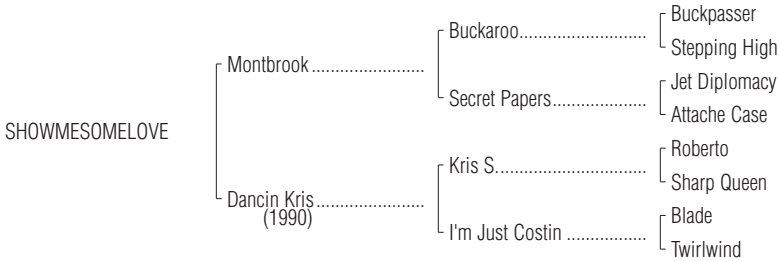 Buckpasser
Buckaroo................................
Stepping High
Montbrook............................
Jet Diplomacy
Secret Papers.......................
Attache Case
SHOWMESOMELOVE
Roberto
Kris S.....................................
Sharp Queen
Dancin Kris...........................
(1990)
Blade
I'm Just Costin ....................
Twirlwind